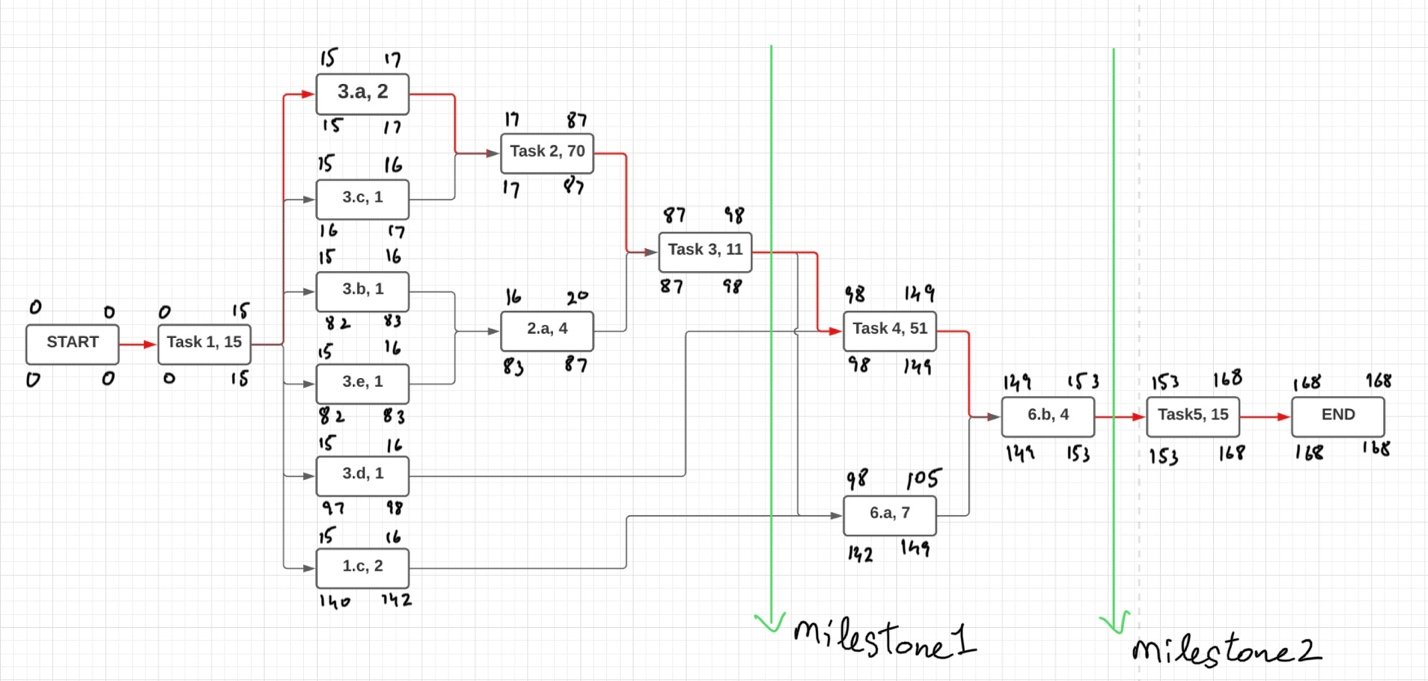 15 17
3.a, 2
15 17
17 87
Task 2, 70
17 87
15 16
3.c, 1
16 17
87 98
Task 3, 11
87 98
15 16
3.b, 1
82 83
16 20
2.a, 4
83 87
98 149
Task 4, 51
98 149
0 0
START
0 0
0 15
Task 1, 15
0 15
15 16
3.e, 1
82 83
149 153
6.b, 4
149 153
153 168
Task5, 15
153 168
168 168
END
168 168
15 16
3.d, 1
97 98
98 105
6.a, 7
142 149
15 16
1.c, 2
140 142
milestone1
milestone2